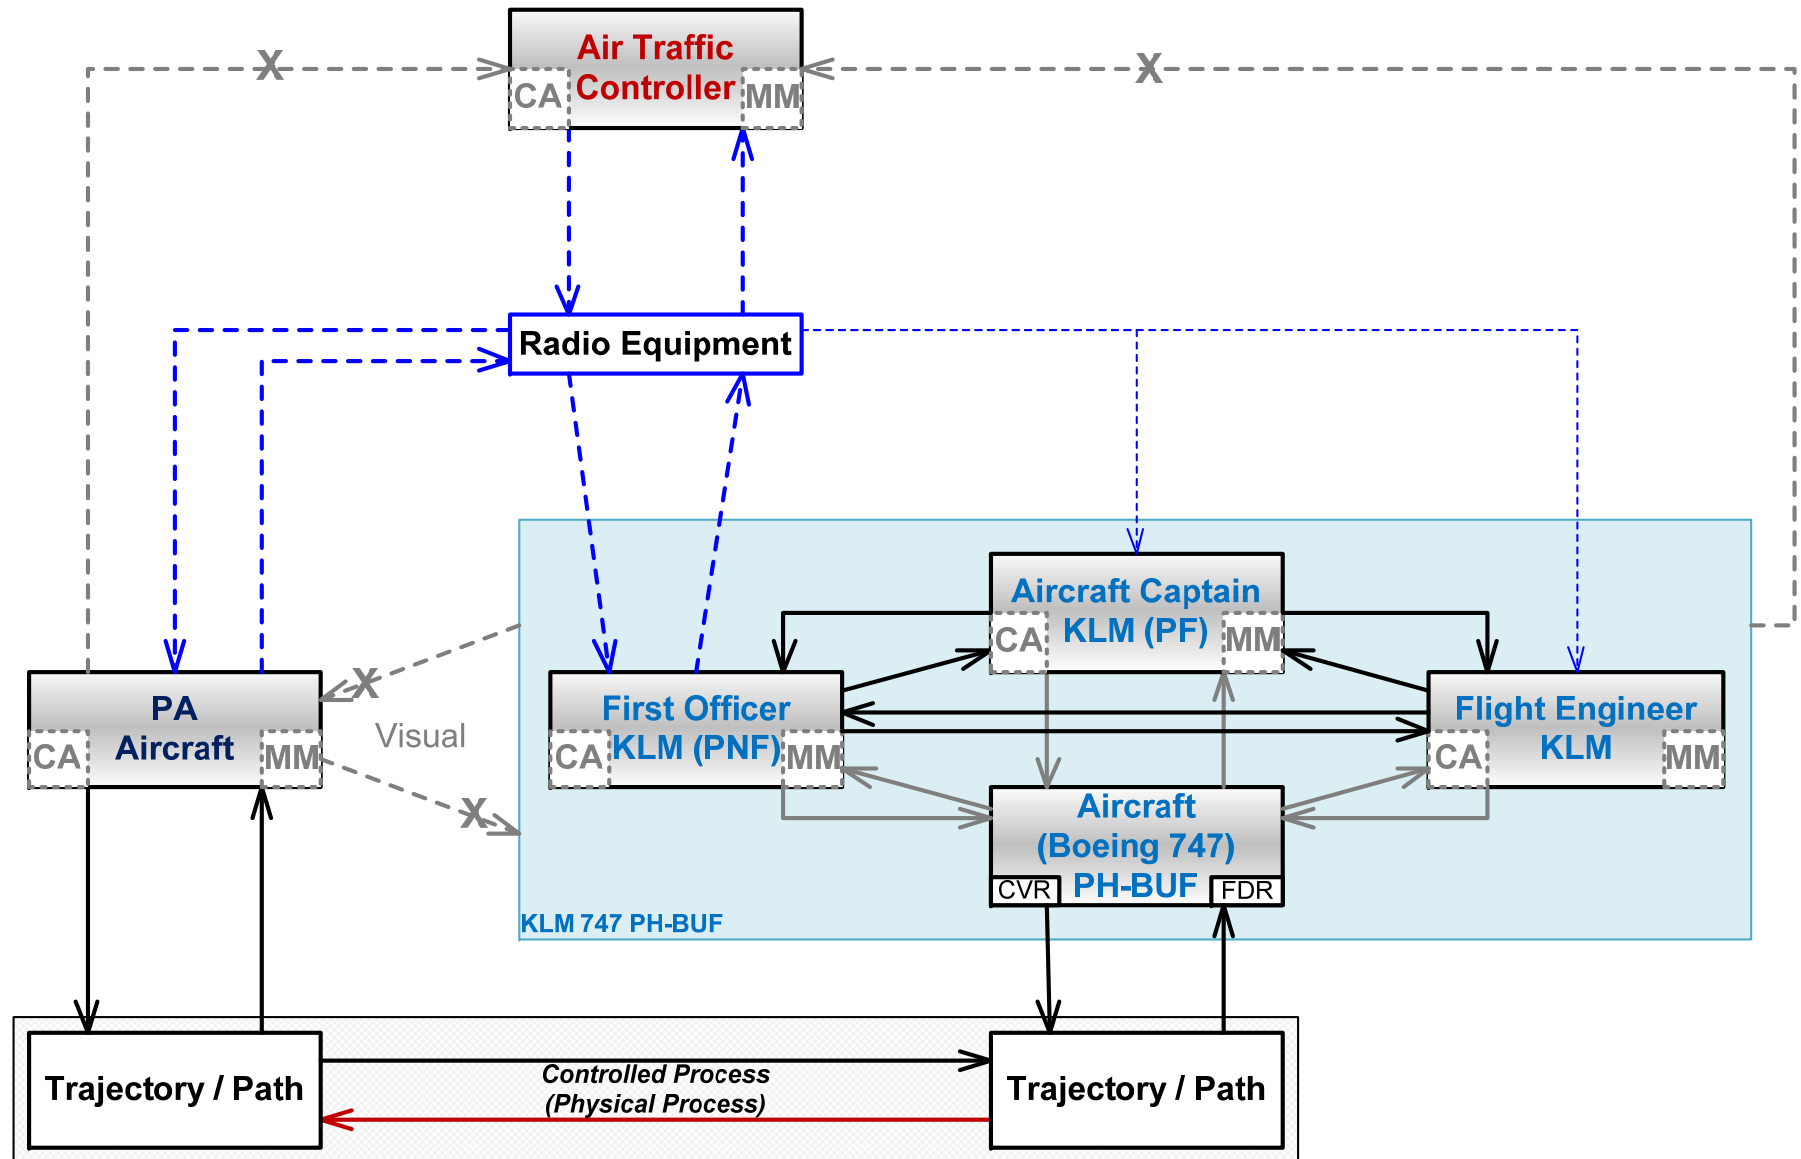 X
X
Air Traffic
Controller
CA
MM
Radio Equipment
Aircraft Captain
KLM (PF)
CA
MM
X
Visual
X
PA
Aircraft
CA
MM
First Officer
KLM (PNF)
CA
MM
Flight Engineer
KLM
CA
MM
Aircraft
(Boeing 747)
PH-BUF
CVR
FDR
KLM 747 PH-BUF
Trajectory / Path
Controlled Process
(Physical Process)
Trajectory / Path